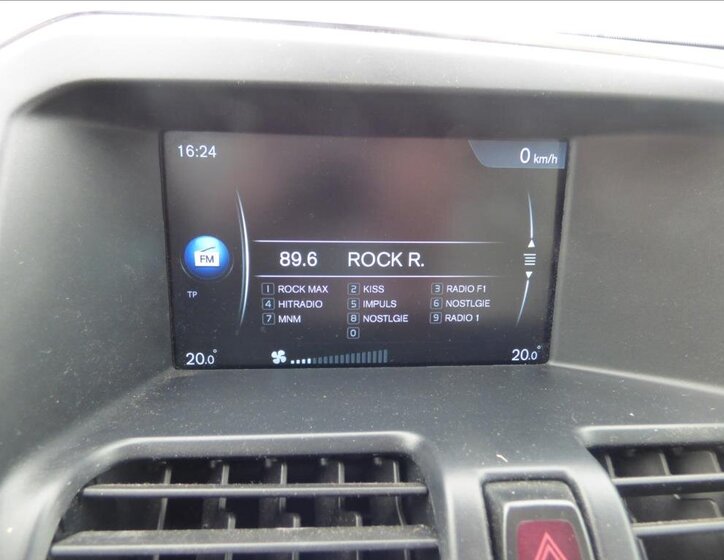 16:24
0 km/h
FM
89.6 ROCK R.
TP
1 ROCK MAX 2 KISS 3 RADIO F1
4 HITRADIO 5 IMPULS 6 NOSTLGIE
7 MNM 8 NOSTLGIE 9 RADIO 1
0
20.0° 20.0°